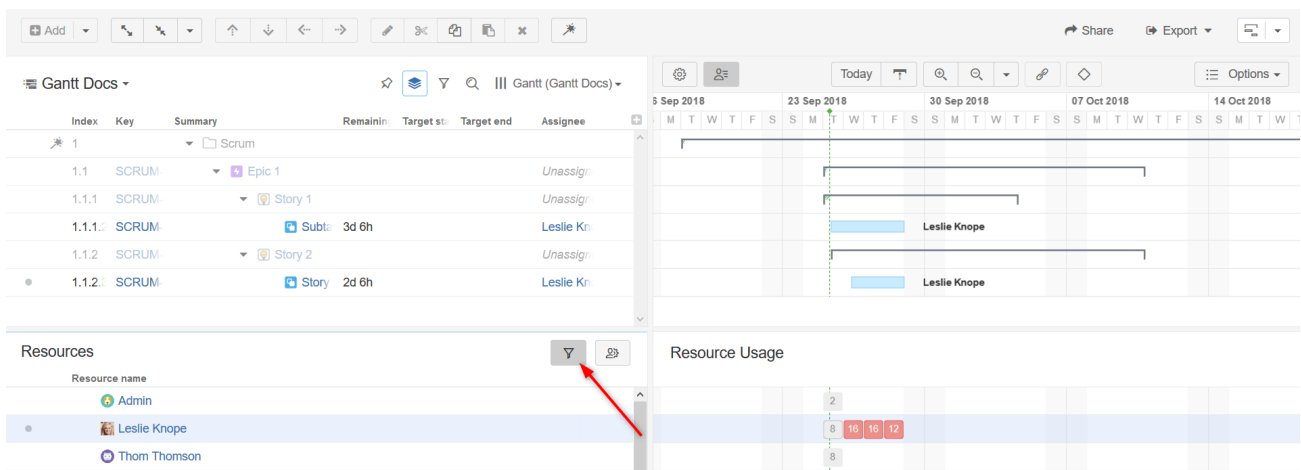 Add Share Export
Gantt Docs Gantt (Gantt Docs) Today Options
Sep 2018 23 Sep 2018 30 Sep 2018 07 Oct 2018 14 Oct 2018
Index Key Summary Remaining Target sta Target end Assignee M T W T F S S M T W T F S S M T W T F S S M T W T F S S M T W
1 Scrum
1.1 SCRUM- Epic 1 Unassign
1.1.1 SCRUM- Story 1 Unassign
1.1.1. SCRUM- Subta 3d 6h Leslie Kn Leslie Knope
1.1.2 SCRUM- Story 2 Unassign
1.1.2. SCRUM- Story 2d 6h Leslie Kn Leslie Knope
Resources Resource Usage
Resource name
Admin 2
Leslie Knope 8 16 16 12
Thom Thomson 8